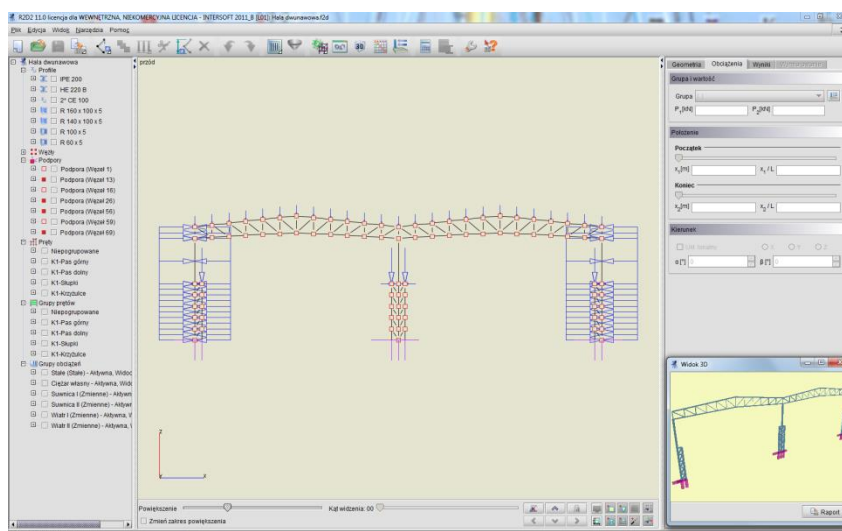 R2D2 11.0 licencja dla WEWNĘTRZNA, NIEKOMERCYJNA LICENCJA - INTERSOFT 2011_B [L01] Hala dwunawowa.r2d
Plik Edycja Widok Narzędzia Pomoc
Hala dwunawowa
Profile
IPE 200
HE 220 B
2" CE 100
R 160 x 100 x 5
R 140 x 100 x 5
R 100 x 5
R 80 x 5
Węzły
Podpory
Podpora (Węzeł 1)
Podpora (Węzeł 13)
Podpora (Węzeł 16)
Podpora (Węzeł 26)
Podpora (Węzeł 56)
Podpora (Węzeł 59)
Podpora (Węzeł 69)
Pręty
Niepogrupowane
K1-Pas górny
K1-Pas dolny
K1-Słupki
K1-Krzyżulce
Grupy prętów
Niepogrupowane
K1-Pas górny
K1-Pas dolny
K1-Słupki
K1-Krzyżulce
Grupy obciążeń
Stałe (Stałe) - Aktywna, Widoc
Ciężar własny - Aktywna, Wido
Suwnica I (Zmienne) - Aktywn
Suwnica II (Zmienne) - Aktywn
Wiatr I (Zmienne) - Aktywna, V
Wiatr II (Zmienne) - Aktywna,
przód
z
x
Powiększenie
Kąt widzenia: 00
Zmień zakres powiększenia
Geometria Obciążenia Wyniki
Grupa i wartość
Grupa
P1[kN] P2[kN]
Położenie
Początek
x1[m] x1 / L
Koniec
x2[m] x2 / L
Kierunek
X Y Z
α [°] 0 β [°] 0
Widok 3D
Raport